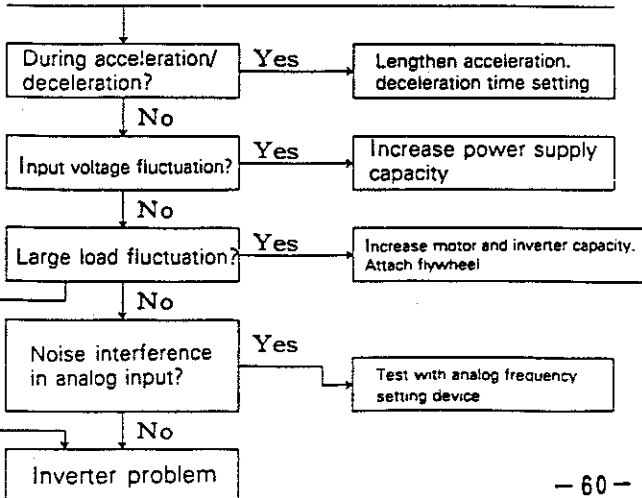 During acceleration/
deceleration?
Yes
Lengthen acceleration.
deceleration time setting
No
Input voltage fluctuation?
Yes
Increase power supply
capacity
No
Large load fluctuation?
Yes
Increase motor and inverter capacity.
Attach flywheel
No
Noise interference
in analog input?
Yes
Test with analog frequency
setting device
No
Inverter problem
— 60 —